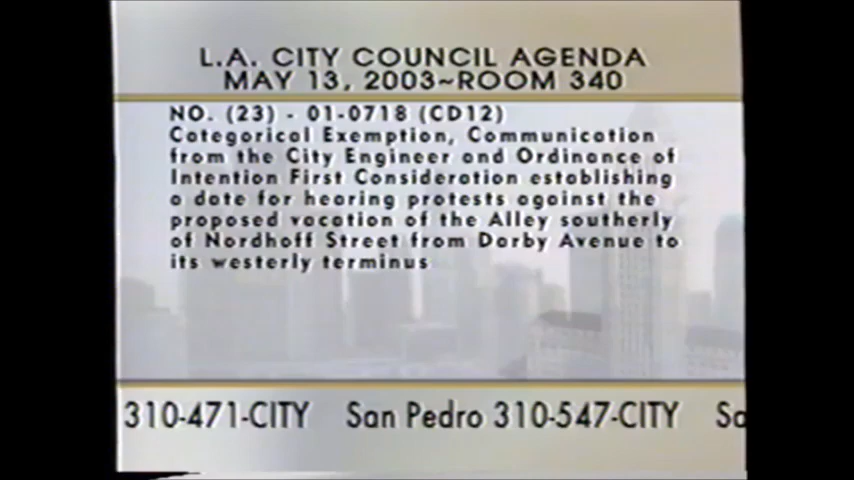 L.A. CITY COUNCIL AGENDA
MAY 13, 2003~ROOM 340
NO. (23) - 01-0718 (CD12)
Categorical Exemption, Communication
from the City Engineer and Ordinance of
Intention First Consideration establishing
a date for hearing protests against the
proposed vacation of the Alley southerly
of Nordhoff Street from Darby Avenue to
its westerly terminus
310-471-CITY San Pedro 310-547-CITY Sa